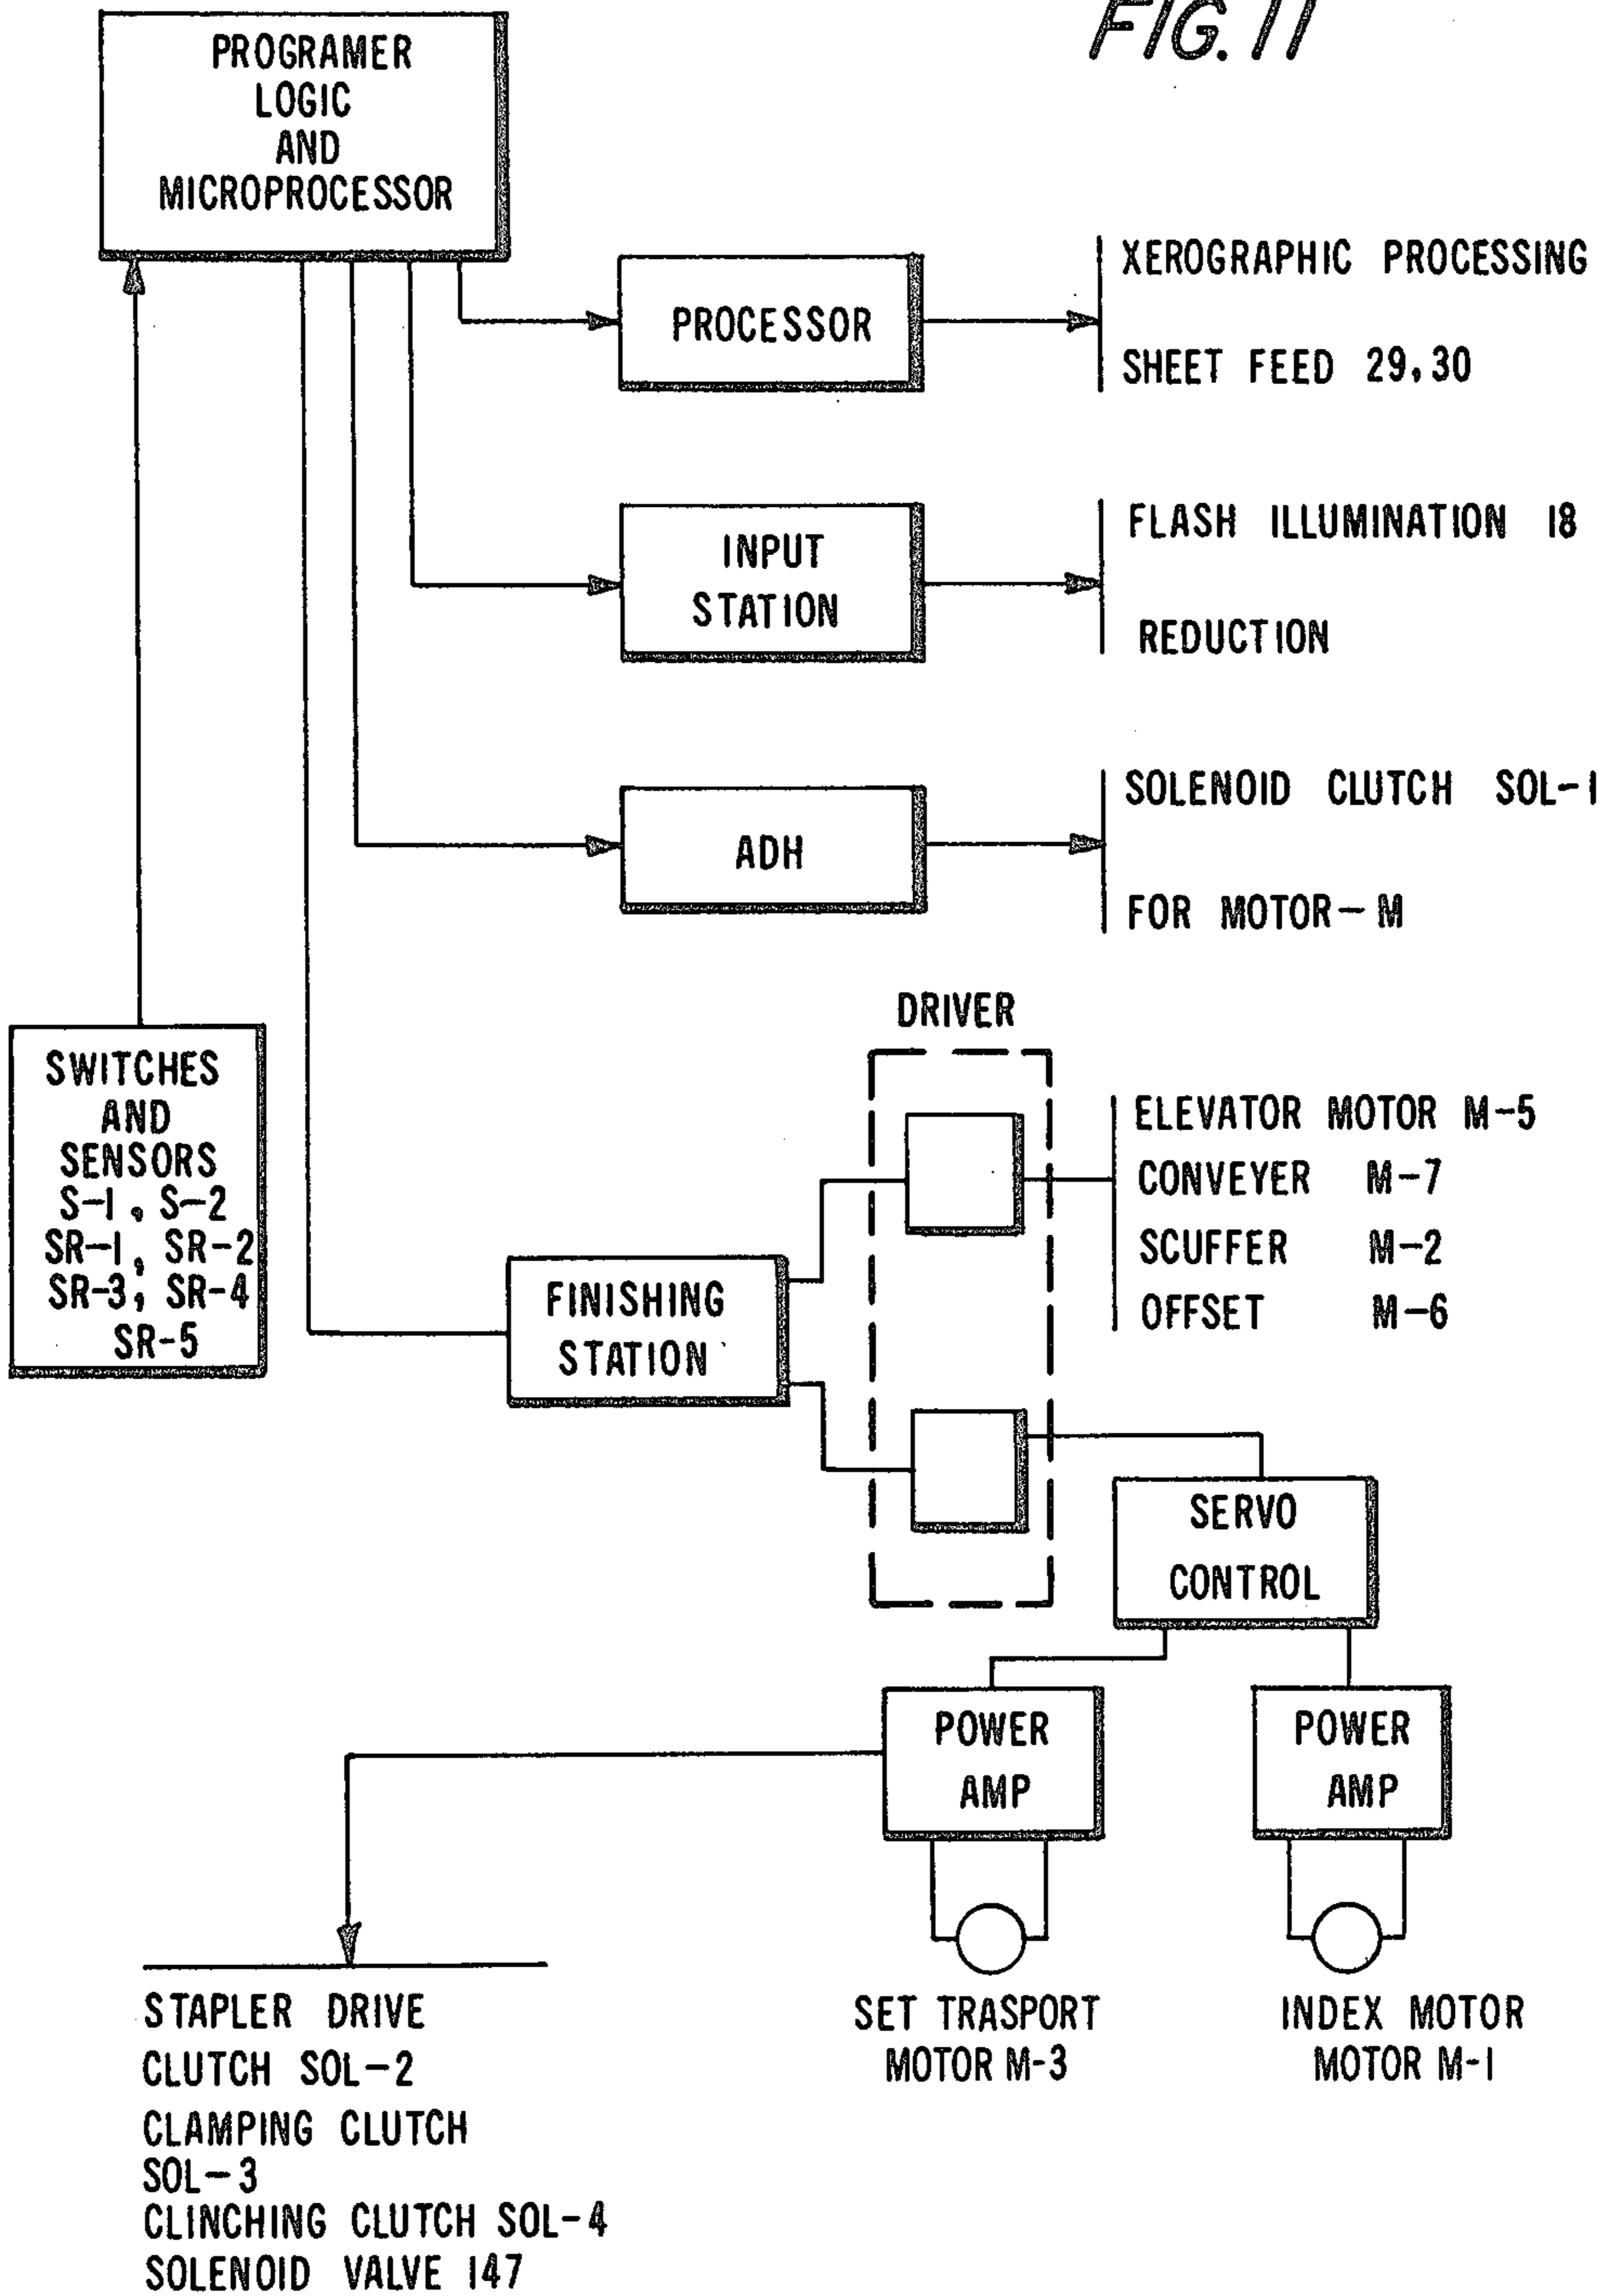 FIG. 11
PROGRAMER
LOGIC
AND
MICROPROCESSOR
PROCESSOR
XEROGRAPHIC PROCESSING
SHEET FEED 29,30
INPUT
STATION
FLASH ILLUMINATION 18
REDUCTION
ADH
SOLENOID CLUTCH SOL-1
FOR MOTOR-M
SWITCHES
AND
SENSORS
S-1, S-2
SR-1, SR-2
SR-3, SR-4
SR-5
DRIVER
ELEVATOR MOTOR M-5
CONVEYER M-7
SCUFFER M-2
OFFSET M-6
FINISHING
STATION
SERVO
CONTROL
POWER
AMP
POWER
AMP
SET TRASPORT
MOTOR M-3
INDEX MOTOR
MOTOR M-1
STAPLER DRIVE
CLUTCH SOL-2
CLAMPING CLUTCH
SOL-3
CLINCHING CLUTCH SOL-4
SOLENOID VALVE 147